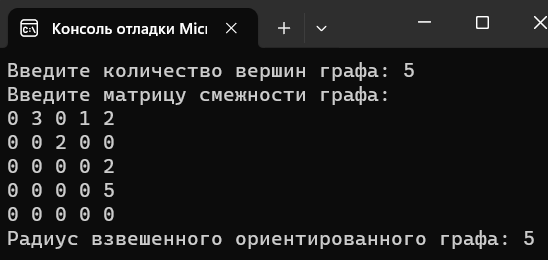 Консоль отладки Micr
Введите количество вершин графа: 5
Введите матрицу смежности графа:
0 3 0 1 2
0 0 2 0 0
0 0 0 0 2
0 0 0 0 5
0 0 0 0 0
Радиус взвешенного ориентированного графа: 5